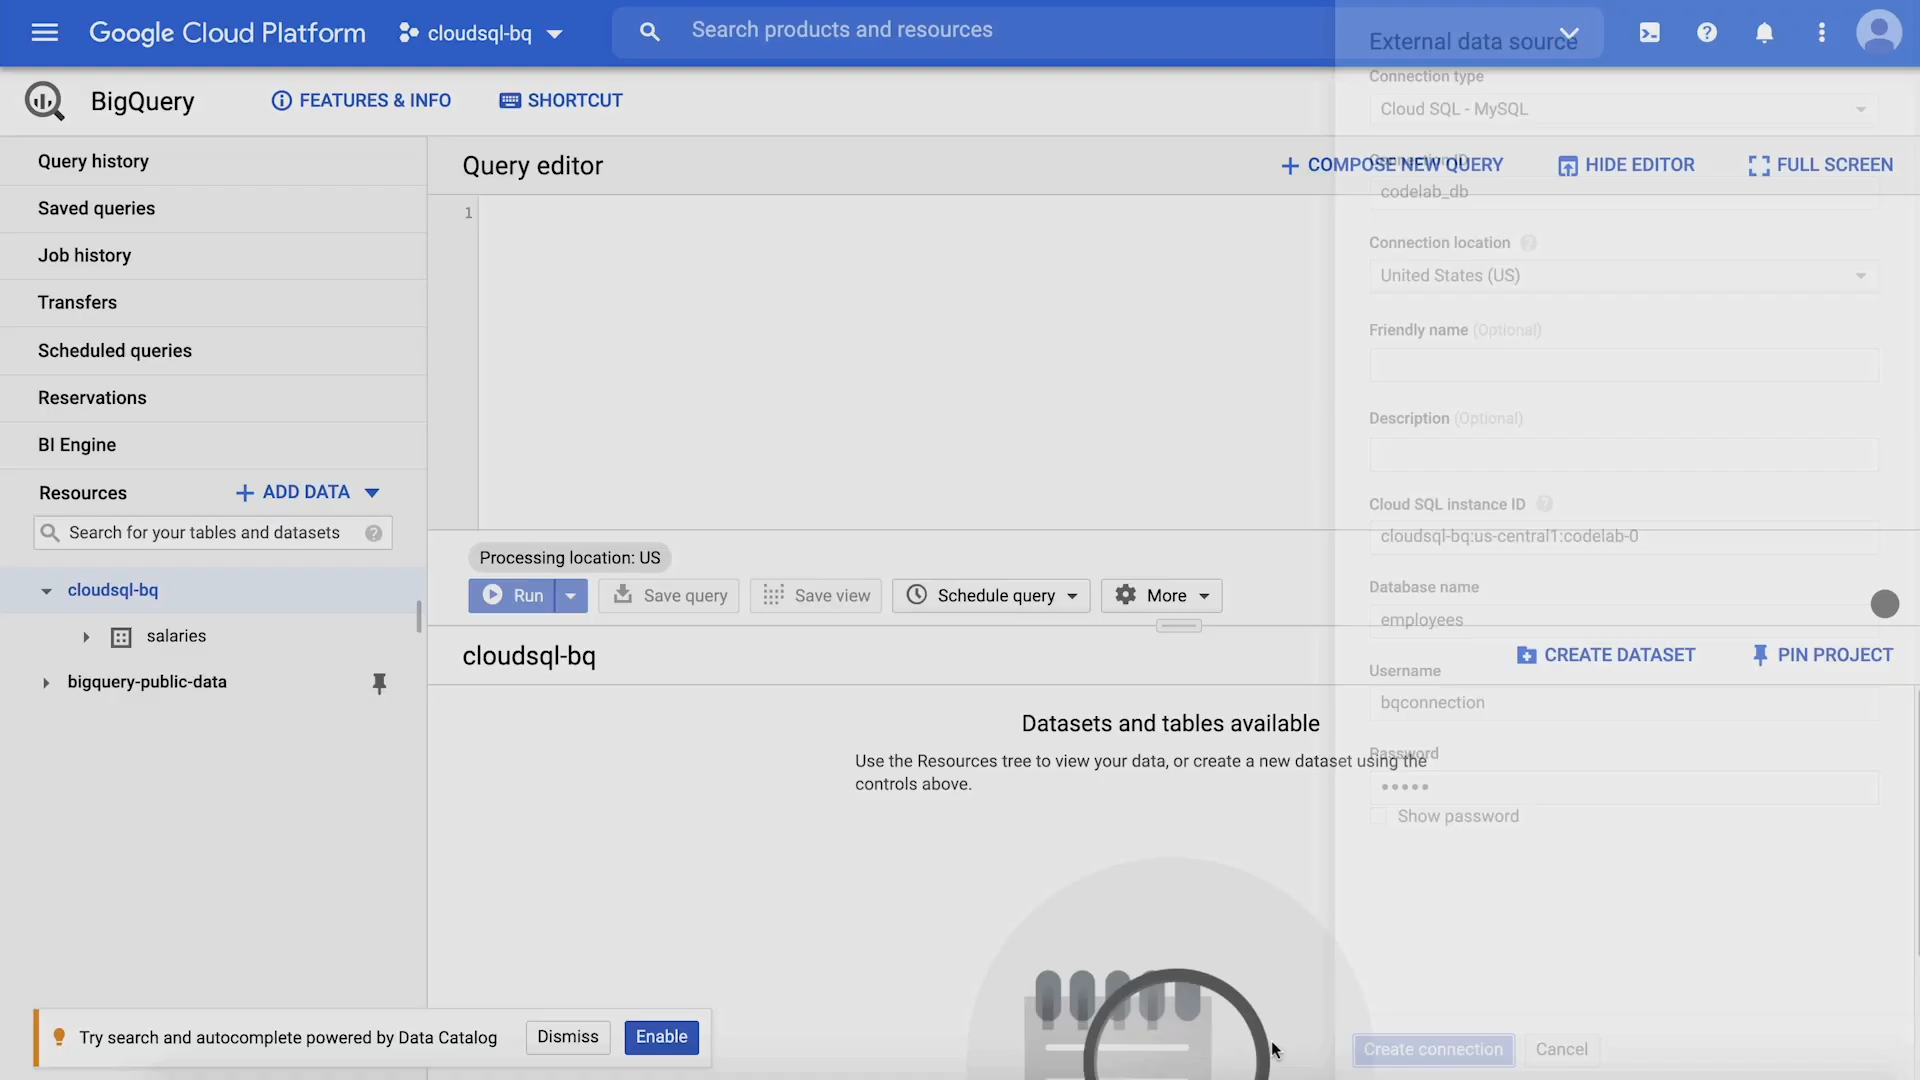 Google Cloud Platform
cloudsql-bq
Search products and resources
BigQuery
FEATURES & INFO
SHORTCUT
Query history
Saved queries
Job history
Transfers
Scheduled queries
Reservations
BI Engine
Resources
ADD DATA
Search for your tables and datasets
cloudsql-bq
salaries
bigquery-public-data
Try search and autocomplete powered by Data Catalog
Dismiss
Enable
Query editor
COMPOSE NEW QUERY
HIDE EDITOR
FULL SCREEN
1
Processing location: US
Run
Save query
Save view
Schedule query
More
cloudsql-bq
CREATE DATASET
PIN PROJECT
Datasets and tables available
Use the Resources tree to view your data, or create a new dataset using the
controls above.
External data source
Connection type
Cloud SQL - MySQL
Connection ID
codelab_db
Connection location
United States (US)
Friendly name (Optional)
Description (Optional)
Cloud SQL instance ID
cloudsql-bq:us-central1:codelab-0
Database name
employees
Username
bqconnection
Password
•••••
Show password
Create connection
Cancel